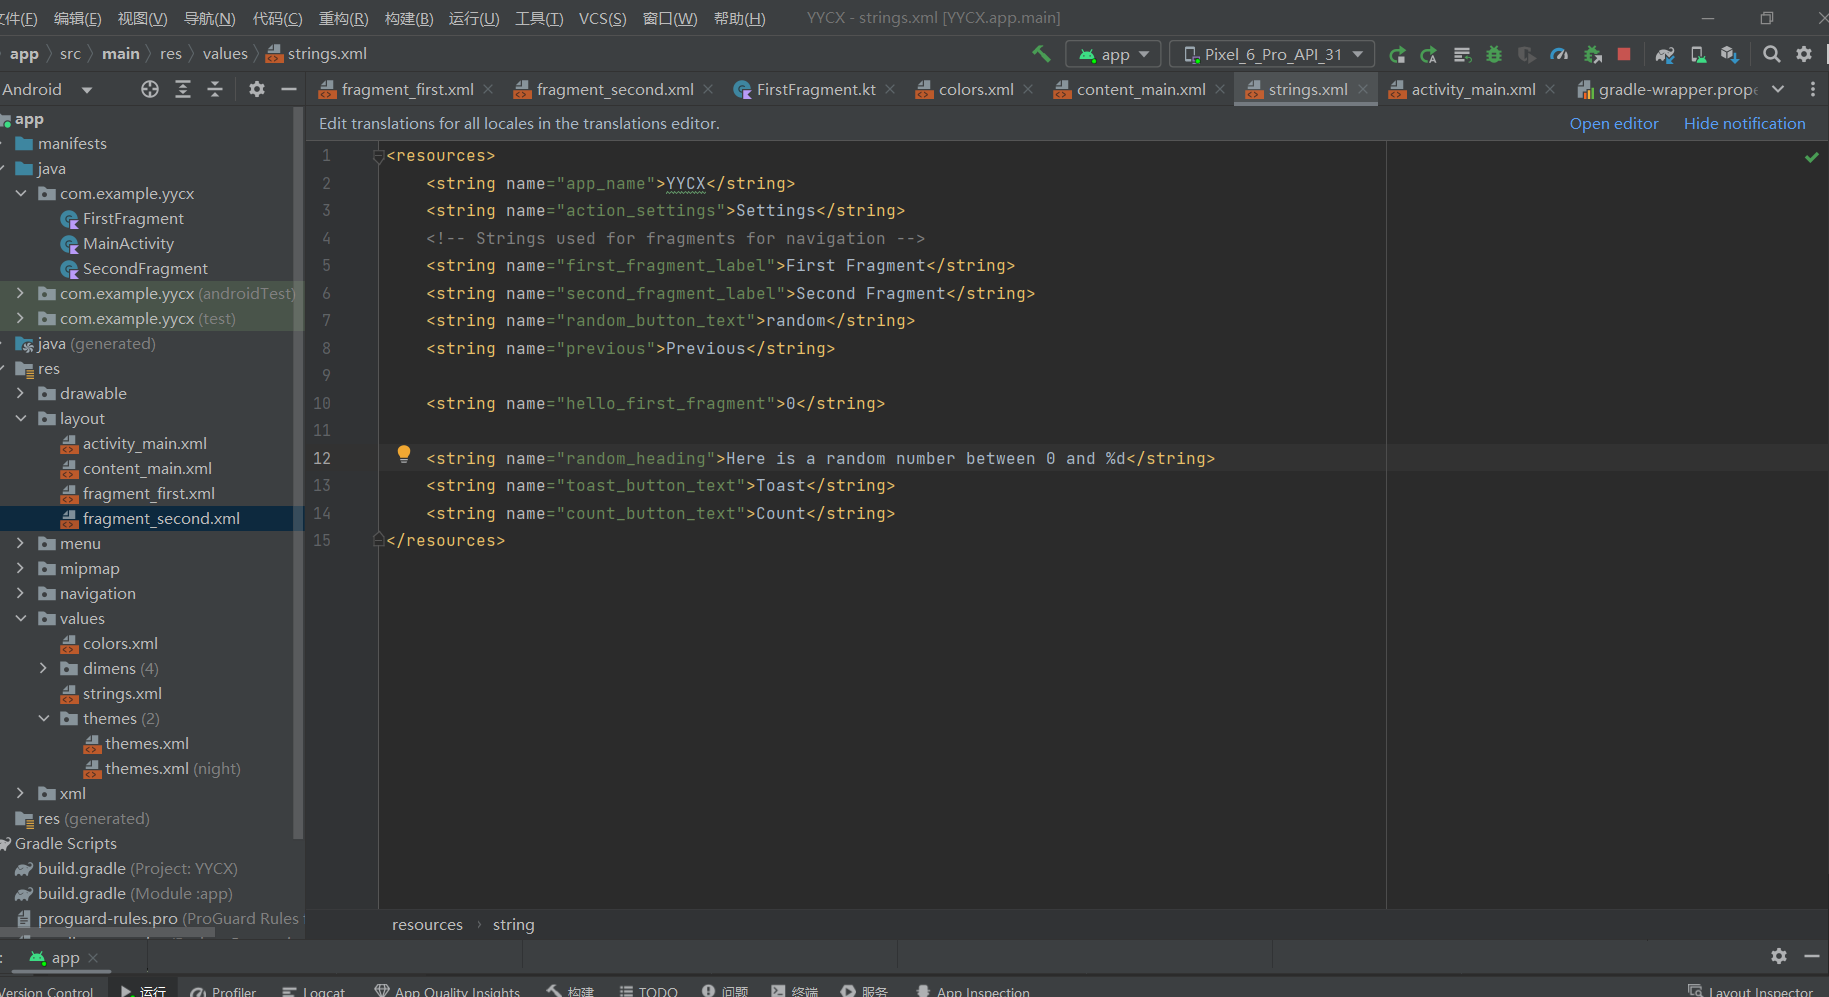 文件(F) 编辑(E) 视图(V) 导航(N) 代码(C) 重构(R) 构建(B) 运行(U) 工具(T) VCS(S) 窗口(W) 帮助(H) YYCX - strings.xml [YYCX.app.main]
app src main res values strings.xml app Pixel_6_Pro_API_31
Android fragment_first.xml fragment_second.xml FirstFragment.kt colors.xml content_main.xml strings.xml activity_main.xml gradle-wrapper.prope
Edit translations for all locales in the translations editor. Open editor Hide notification
app
manifests
java
com.example.yycx
FirstFragment
MainActivity
SecondFragment
com.example.yycx (androidTest)
com.example.yycx (test)
java (generated)
res
drawable
layout
activity_main.xml
content_main.xml
fragment_first.xml
fragment_second.xml
menu
mipmap
navigation
values
colors.xml
dimens (4)
strings.xml
themes (2)
themes.xml
themes.xml (night)
xml
res (generated)
Gradle Scripts
build.gradle (Project: YYCX)
build.gradle (Module :app)
proguard-rules.pro (ProGuard Rules
1 <resources>
2 <string name="app_name">YYCX</string>
3 <string name="action_settings">Settings</string>
4 <!-- Strings used for fragments for navigation -->
5 <string name="first_fragment_label">First Fragment</string>
6 <string name="second_fragment_label">Second Fragment</string>
7 <string name="random_button_text">random</string>
8 <string name="previous">Previous</string>
9
10 <string name="hello_first_fragment">0</string>
11
12 <string name="random_heading">Here is a random number between 0 and %d</string>
13 <string name="toast_button_text">Toast</string>
14 <string name="count_button_text">Count</string>
15 </resources>
resources › string
: app
Version Control 运行 Profiler Logcat App Quality Insights 构建 TODO 问题 终端 服务 App Inspection Layout Inspector